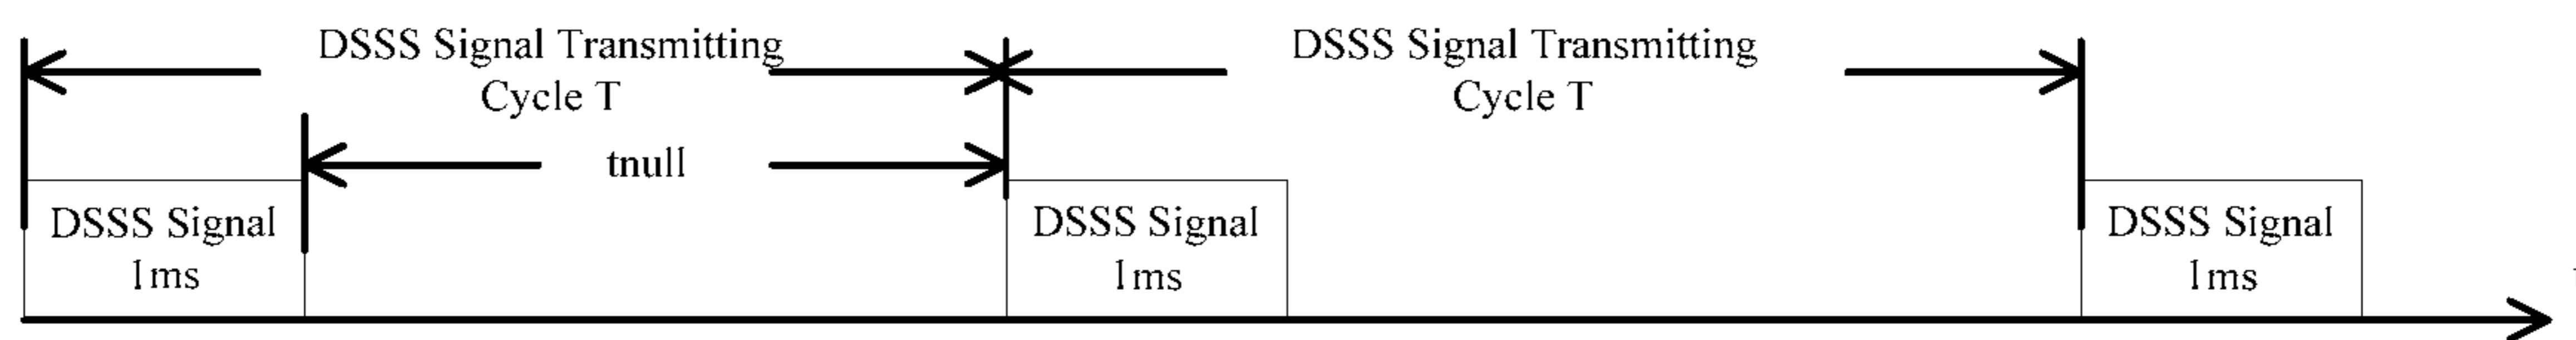 DSSS Signal Transmitting
Cycle T
DSSS Signal Transmitting
Cycle T
tnull
DSSS Signal
1ms
DSSS Signal
1ms
DSSS Signal
1ms